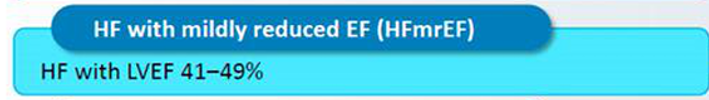 HF with mildly reduced EF (HFmrEF)
HF with LVEF 41–49%